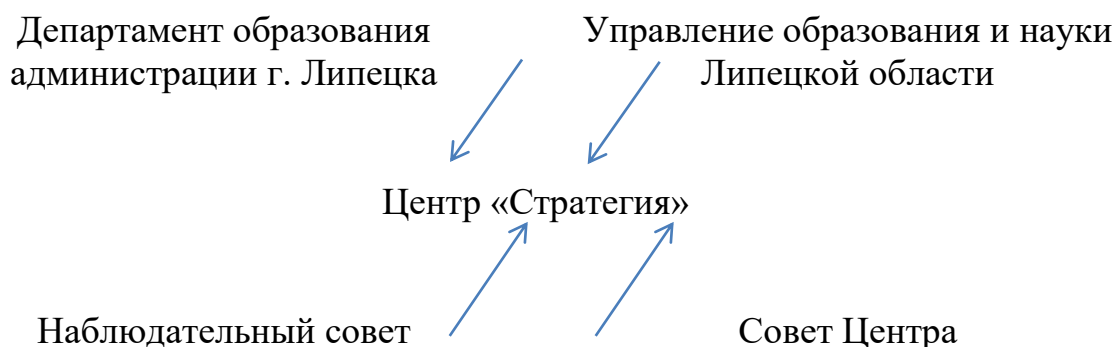 Департамент образования
администрации г. Липецка
Управление образования и науки
Липецкой области
Центр «Стратегия»
Наблюдательный совет
Совет Центра